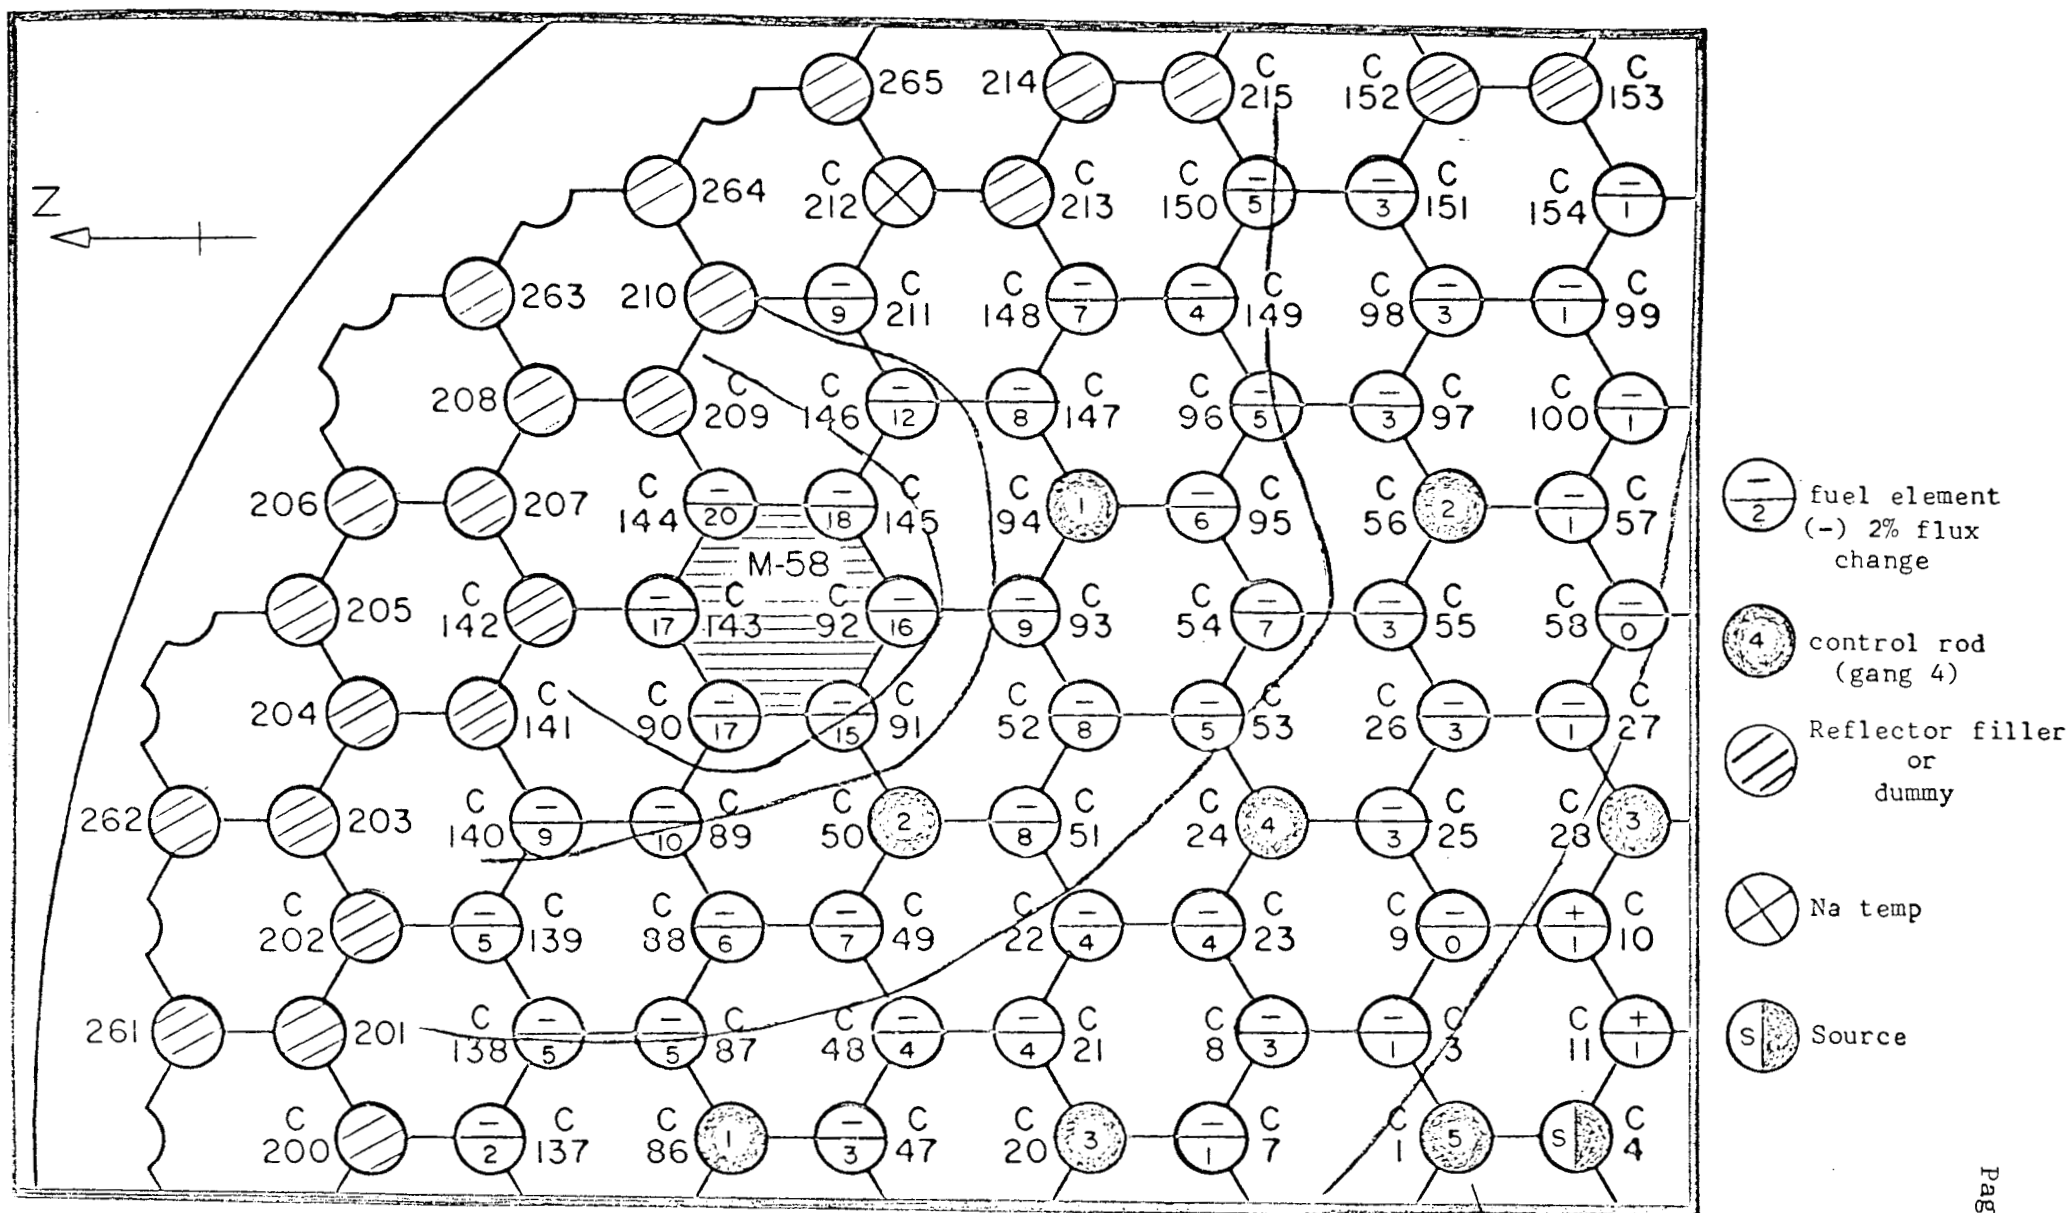 265 214 C 215 C 152 C 153
264 C 212 213 C 150 - 5 - 3 C 151 C 154 - 1
Z
263 210 - 9 C 211 C 148 - 7 - 4 C 149 C 98 - 3 - 1 C 99
208 C 209 C 146 - 12 - 8 C 147 C 96 - 5 - 3 C 97 C 100 - 1
206 207 C 144 - 20 - 18 C 145 C 94 1 - 6 C 95 C 56 2 - 1 C 57
M-58
205 C 142 - 17 C 143 C 92 - 16 - 9 C 93 C 54 - 7 - 3 C 55 C 58 - 0
204 C 141 C 90 - 17 - 15 C 91 C 52 - 8 - 5 C 53 C 26 - 3 - 1 C 27
262 203 C 140 - 9 - 10 C 89 C 50 2 - 8 C 51 C 24 4 - 3 C 25 C 28 3
C 202 - 5 C 139 C 88 - 6 - 7 C 49 C 22 - 4 - 4 C 23 C 9 - 0 + 1 C 10
261 201 C 138 - 5 - 5 C 87 C 48 - 4 - 4 C 21 C 8 - 3 - 1 C 3 C 11 + 1
C 200 - 2 C 137 C 86 1 - 3 C 47 C 20 3 - 1 C 7 C 1 5 S C 4
- 2 fuel element
(-) 2% flux
change
4 control rod
(gang 4)
Reflector filler
or
dummy
Na temp
S Source
Pag